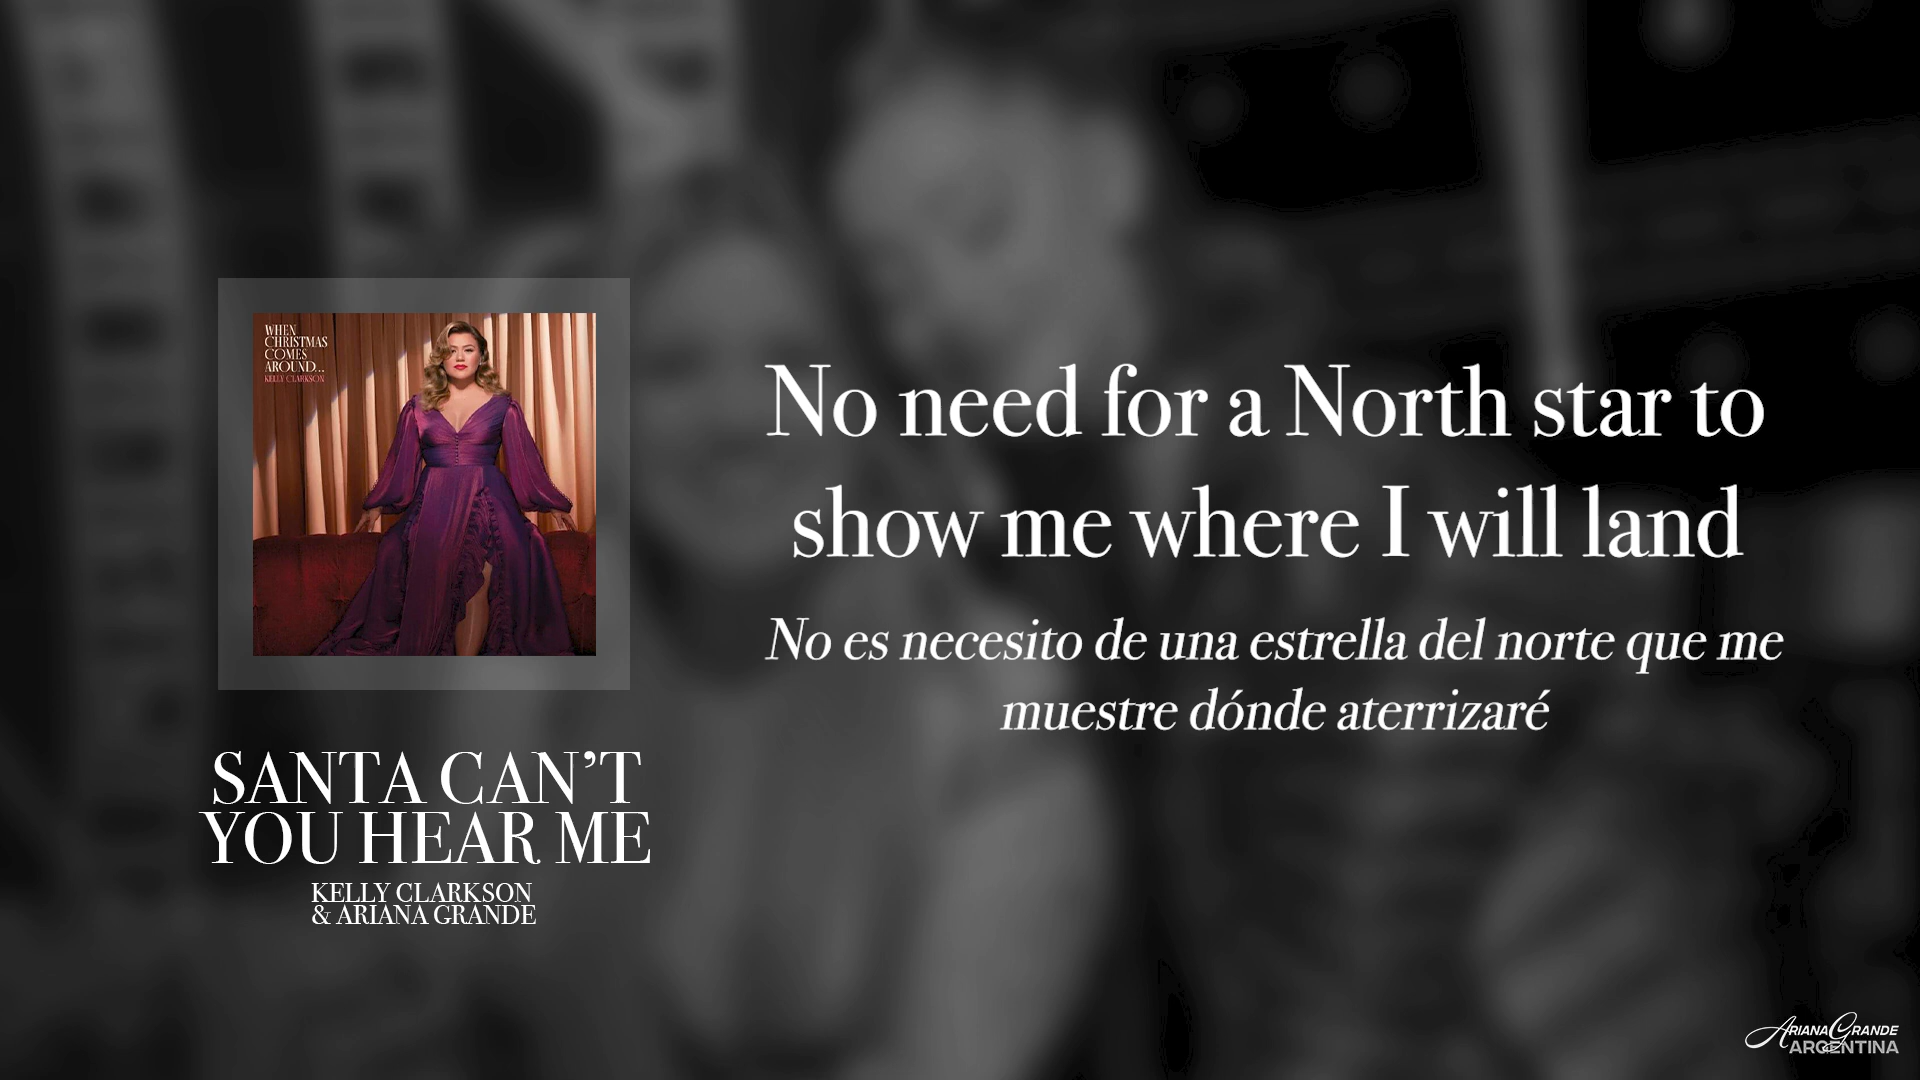 WHEN
CHRISTMAS
COMES
AROUND...
KELLY CLARKSON
SANTA CAN'T
YOU HEAR ME
KELLY CLARKSON
& ARIANA GRANDE
No need for a North star to
show me where I will land
No es necesito de una estrella del norte que me
muestre dónde aterrizaré
ARIANA GRANDE
ARGENTINA